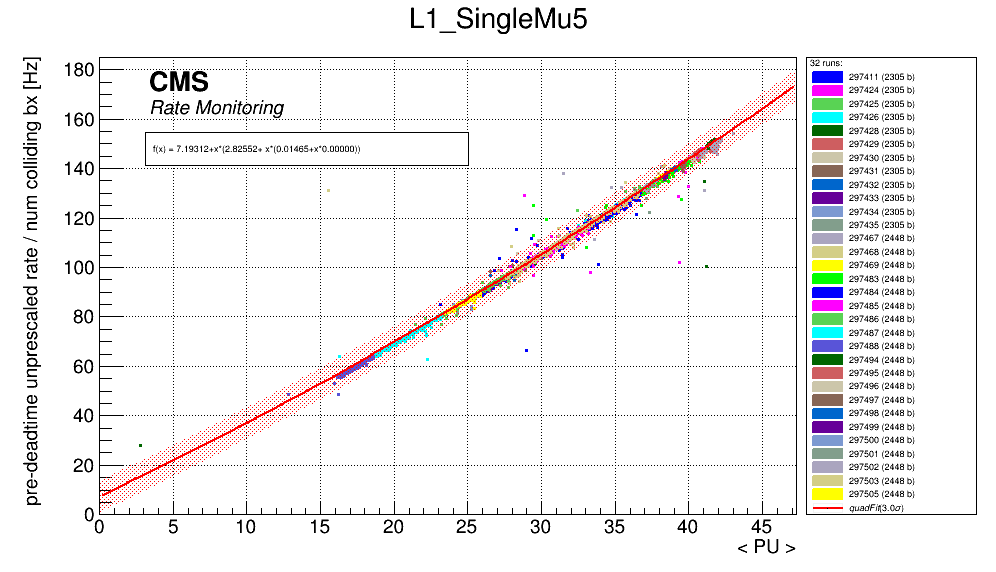 L1_SingleMu5
pre-deadtime unprescaled rate / num colliding bx [Hz]
CMS
Rate Monitoring
f(x) = 7.19312+x*(2.82552+ x*(0.01465+x*0.00000))
180
160
140
120
100
80
60
40
20
0
0 5 10 15 20 25 30 35 40 45
< PU >
32 runs:
297411 (2305 b)
297424 (2305 b)
297425 (2305 b)
297426 (2305 b)
297428 (2305 b)
297429 (2305 b)
297430 (2305 b)
297431 (2305 b)
297432 (2305 b)
297433 (2305 b)
297434 (2305 b)
297435 (2305 b)
297467 (2448 b)
297468 (2448 b)
297469 (2448 b)
297483 (2448 b)
297484 (2448 b)
297485 (2448 b)
297486 (2448 b)
297487 (2448 b)
297488 (2448 b)
297494 (2448 b)
297495 (2448 b)
297496 (2448 b)
297497 (2448 b)
297498 (2448 b)
297499 (2448 b)
297500 (2448 b)
297501 (2448 b)
297502 (2448 b)
297503 (2448 b)
297505 (2448 b)
quadFit(3.0σ)